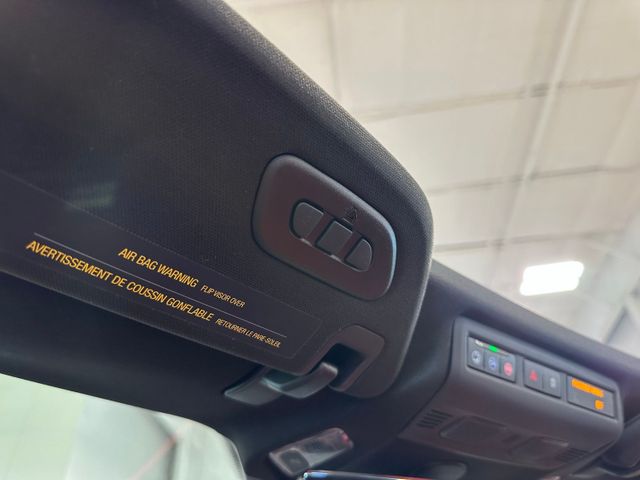 AIR BAG WARNING FLIP VISOR OVER
AVERTISSEMENT DE COUSSIN GONFLABLE RETOURNER LE PARE-SOLEIL